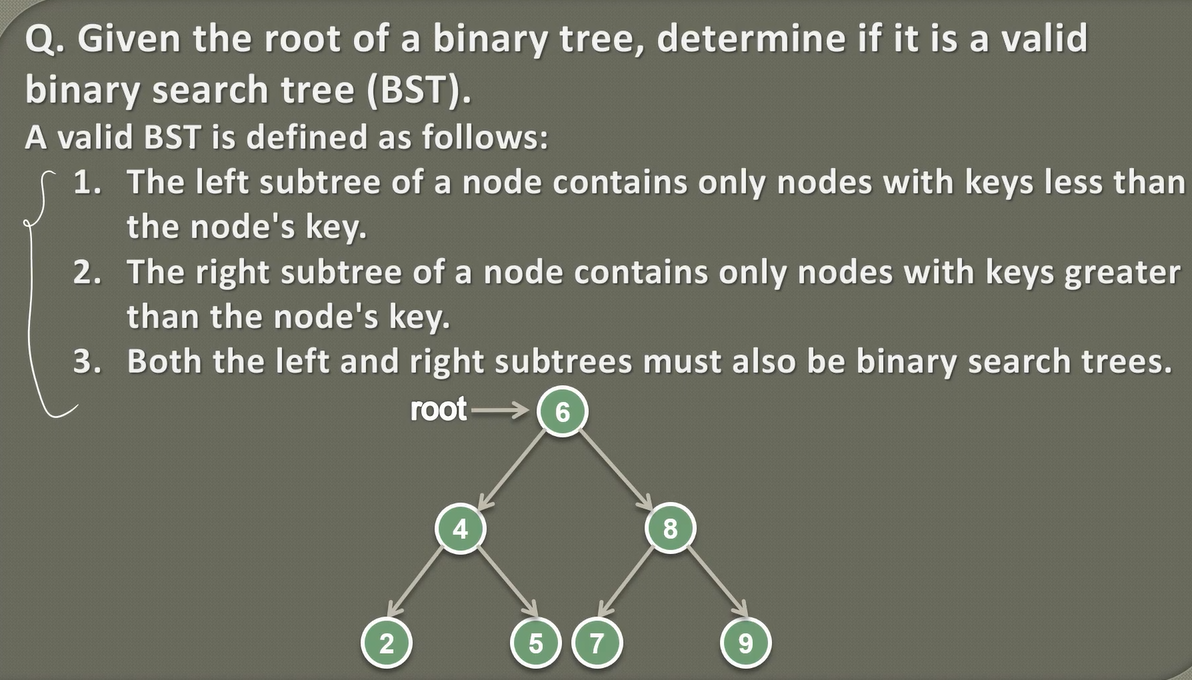 Q. Given the root of a binary tree, determine if it is a valid
binary search tree (BST).
A valid BST is defined as follows:
1. The left subtree of a node contains only nodes with keys less than
the node's key.
2. The right subtree of a node contains only nodes with keys greater
than the node's key.
3. Both the left and right subtrees must also be binary search trees.
root 6
4 8
2 5 7 9